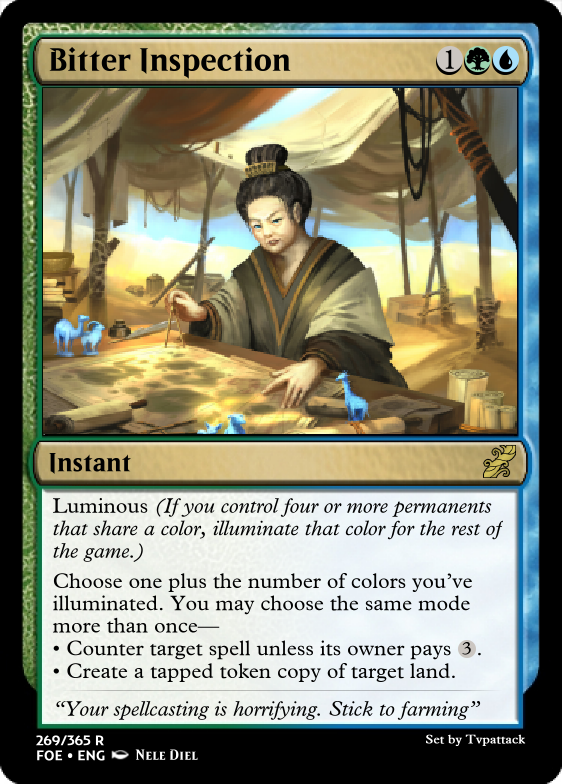 Bitter Inspection 1
Instant
Luminous (If you control four or more permanents
that share a color, illuminate that color for the rest of
the game.)
Choose one plus the number of colors you’ve
illuminated. You may choose the same mode
more than once—
• Counter target spell unless its owner pays 3.
• Create a tapped token copy of target land.
“Your spellcasting is horrifying. Stick to farming”
269/365 R
Set by Tvpattack
FOE • ENG Nele Diel